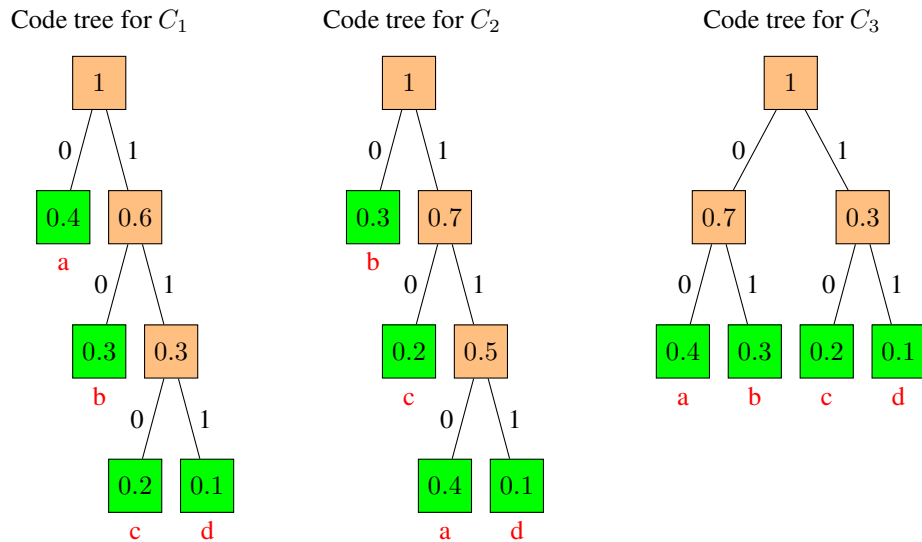 Code tree for C₁
1
0 1
0.4 0.6
a
0 1
0.3 0.3
b
0 1
0.2 0.1
c d
Code tree for C₂
1
0 1
0.3 0.7
b
0 1
0.2 0.5
c
0 1
0.4 0.1
a d
Code tree for C₃
1
0 1
0.7 0.3
0 1 0 1
0.4 0.3 0.2 0.1
a b c d